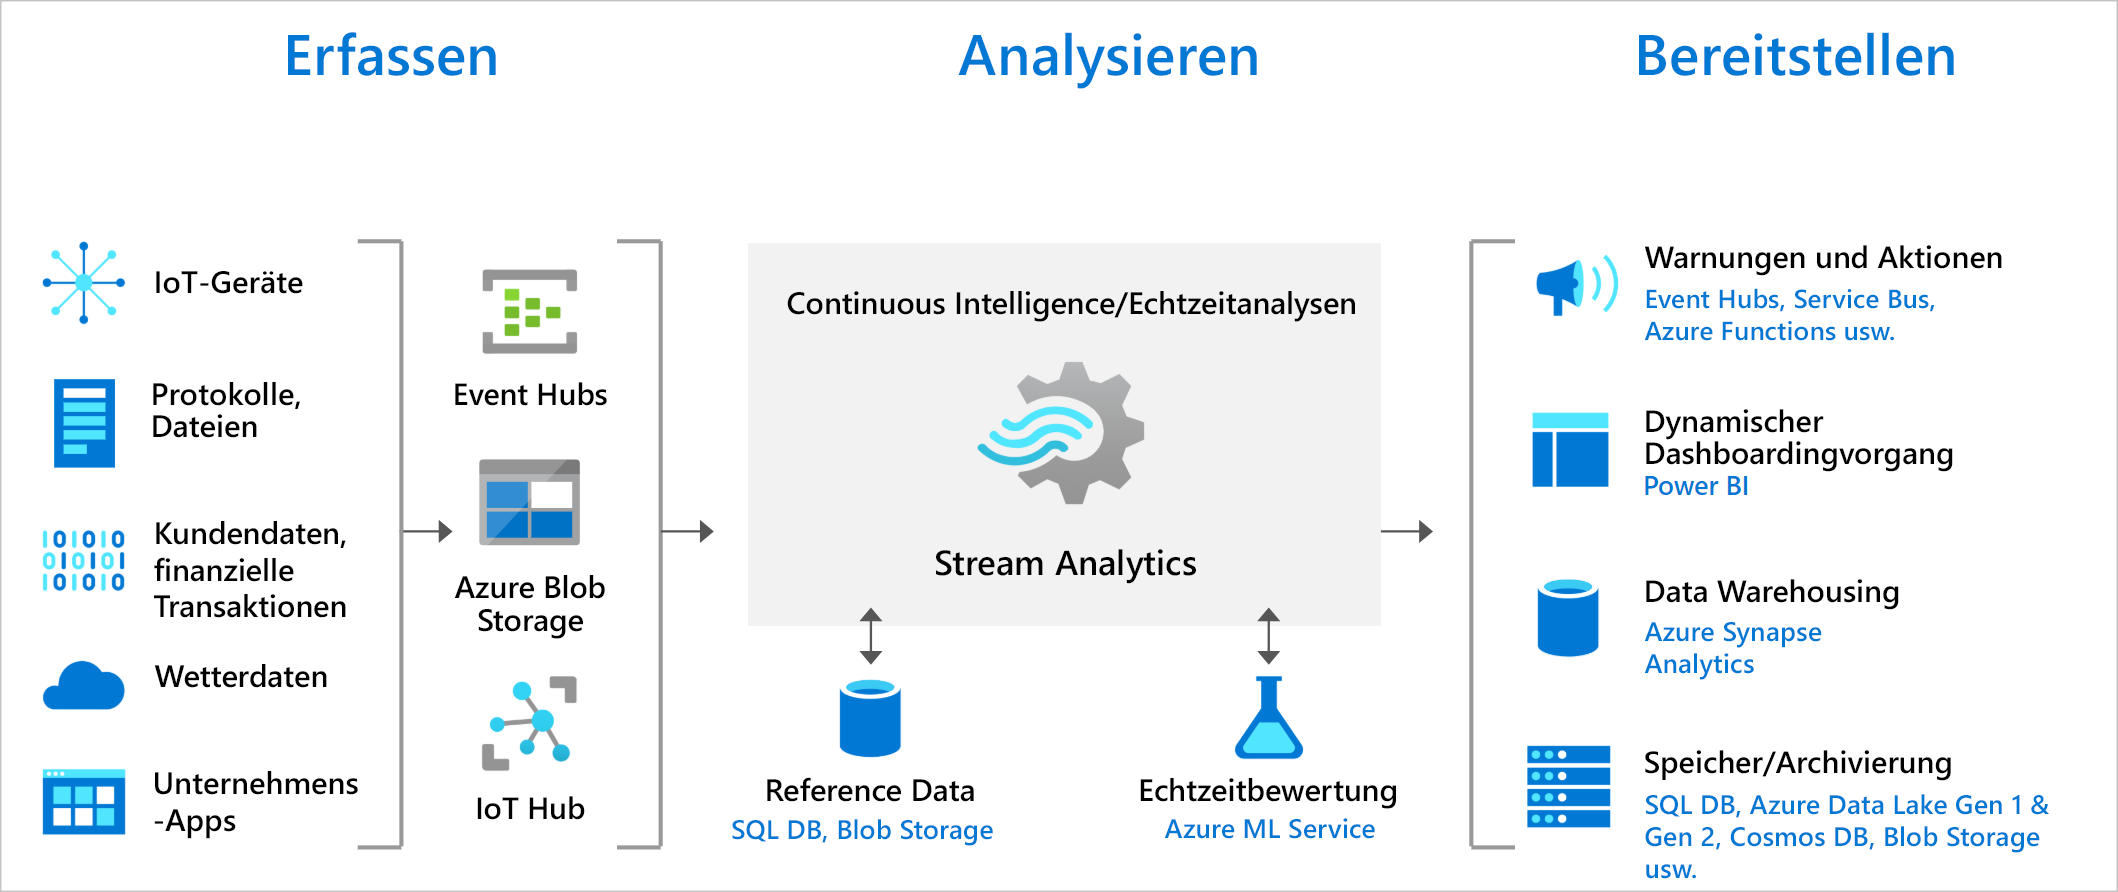 Erfassen
Analysieren
Bereitstellen
IoT-Geräte
Protokolle,
Dateien
Kundendaten,
finanzielle
Transaktionen
Wetterdaten
Unternehmens
-Apps
Event Hubs
Azure Blob
Storage
IoT Hub
Continuous Intelligence/Echtzeitanalysen
Stream Analytics
Reference Data
SQL DB, Blob Storage
Echtzeitbewertung
Azure ML Service
Warnungen und Aktionen
Event Hubs, Service Bus,
Azure Functions usw.
Dynamischer
Dashboardingvorgang
Power BI
Data Warehousing
Azure Synapse
Analytics
Speicher/Archivierung
SQL DB, Azure Data Lake Gen 1 &
Gen 2, Cosmos DB, Blob Storage
usw.